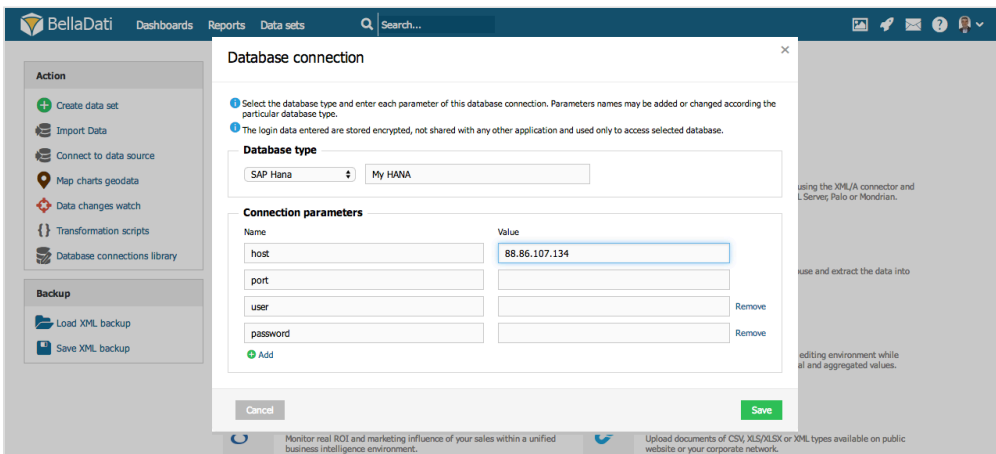 BellaDati
Dashboards Reports Data sets
Search...
Action
Create data set
Import Data
Connect to data source
Map charts geodata
Data changes watch
{ } Transformation scripts
Database connections library
Backup
Load XML backup
Save XML backup
Database connection
×
Select the database type and enter each parameter of this database connection. Parameters names may be added or changed according the
particular database type.
The login data entered are stored encrypted, not shared with any other application and used only to access selected database.
Database type
SAP Hana My HANA
Connection parameters
Name Value
host 88.86.107.134
port
user Remove
password Remove
Add
Cancel Save
using the XML/A connector and
L Server, Palo or Mondrian.
use and extract the data into
editing environment while
al and aggregated values.
Monitor real ROI and marketing influence of your sales within a unified
business intelligence environment.
Upload documents of CSV, XLS/XLSX or XML types available on public
website or your corporate network.